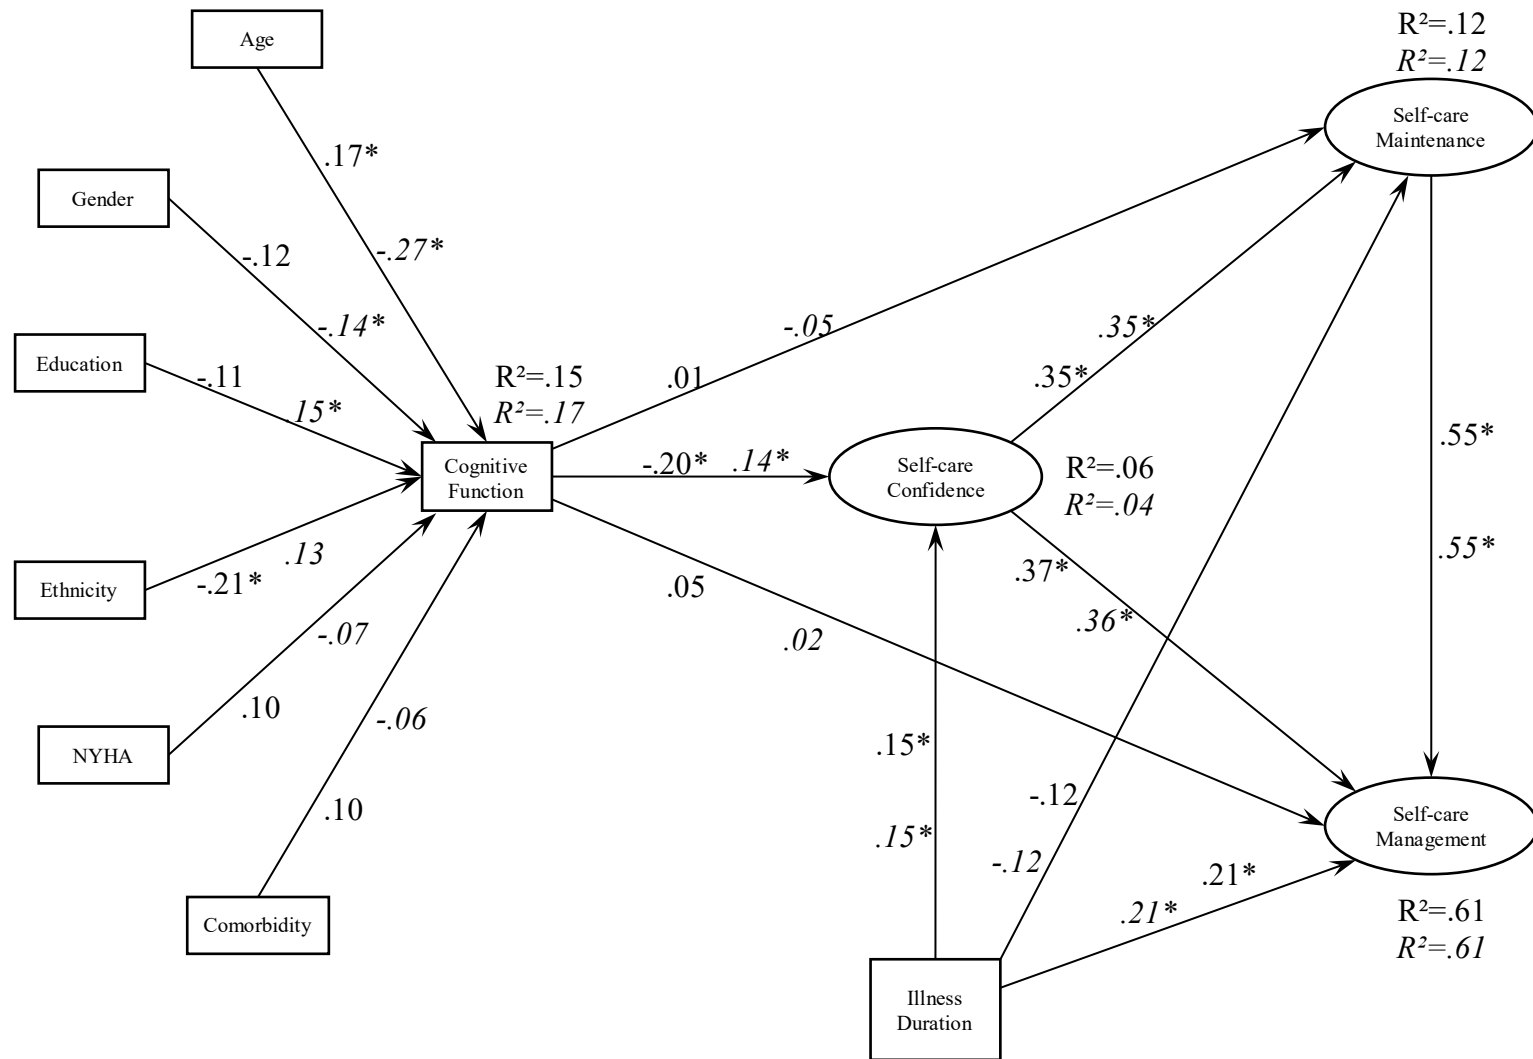 Age
R²=.12
R²=.12
Self-care
Maintenance
.17*
-.27*
Gender
-.12
-.14*
Education
-.11
.15*
R²=.15
R²=.17
Cognitive
Function
-.05
.01
.35*
.35*
-.20*
.14*
Self-care
Confidence
R²=.06
R²=.04
.55*
.55*
Ethnicity
-.21*
.13
.05
.02
.37*
.36*
NYHA
-.07
.10
Comorbidity
-.06
.10
.15*
.15*
-.12
-.12
.21*
.21*
Self-care
Management
R²=.61
R²=.61
Illness
Duration